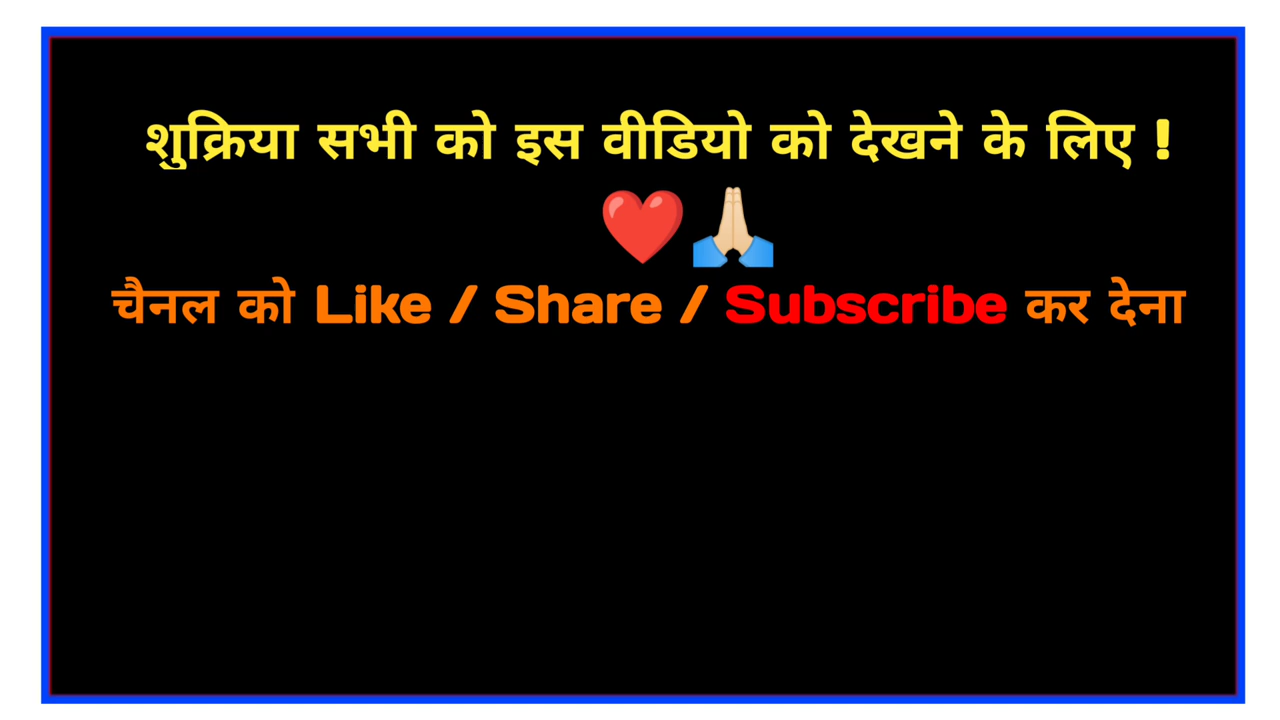 शुक्रिया सभी को इस वीडियो को देखने के लिए !
❤️🙏🏻
चैनल को Like / Share / Subscribe कर देना